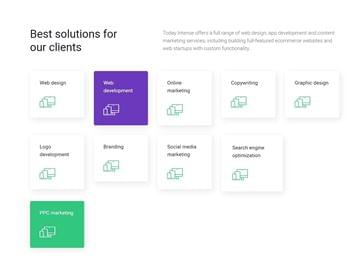 Best solutions for
our clients
Today Intense offers a full range of web design, app development and content
marketing services, including building full-featured ecommerce websites and
web startups with custom functionality.
Web design
Web
development
Online
marketing
Copywriting
Graphic design
Logo
development
Branding
Social media
marketing
Search engine
optimization
PPC marketing